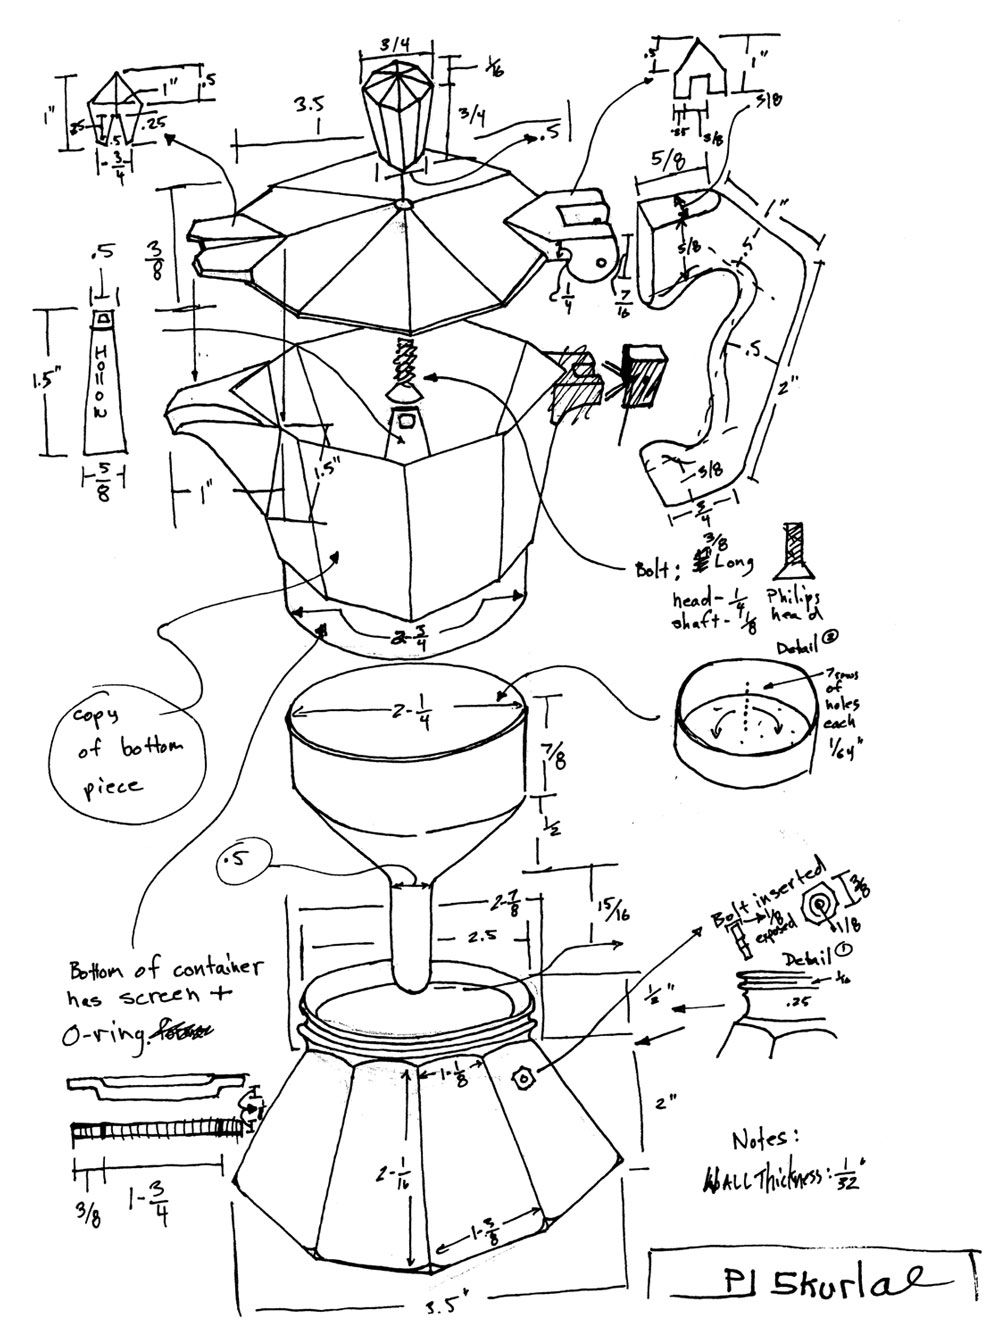 3/4
1/16
3.5
3/4
.5
1"
1"
.5
.25
.5
.25
3/4
.5
1"
3/8
.25
3/8
5/8
1"
5/8
.5
.5
2"
3/8
3/4
3/8
1/4
7/16
.5
1.5"
Hollow
5/8
1"
1.5"
2-3/4
Bolt: 3/8 Long
head- 1/4
shaft- 1/8
Philips
head
copy
of bottom
piece
2-1/4
7/8
1/2
Detail 2
7 rows
of
holes
each
1/64"
.5
2-7/8
2.5
15/16
1/2"
Bolt inserted
1/8
exposed
3/8
1/8
Detail 1
1/16
.25
Bottom of container
has screen +
O-ring.
3/8
1-3/4
1-1/8
2-1/16
1-3/8
2"
3.5"
Notes:
WALL Thickness: 1/32"
PJ Skurlae